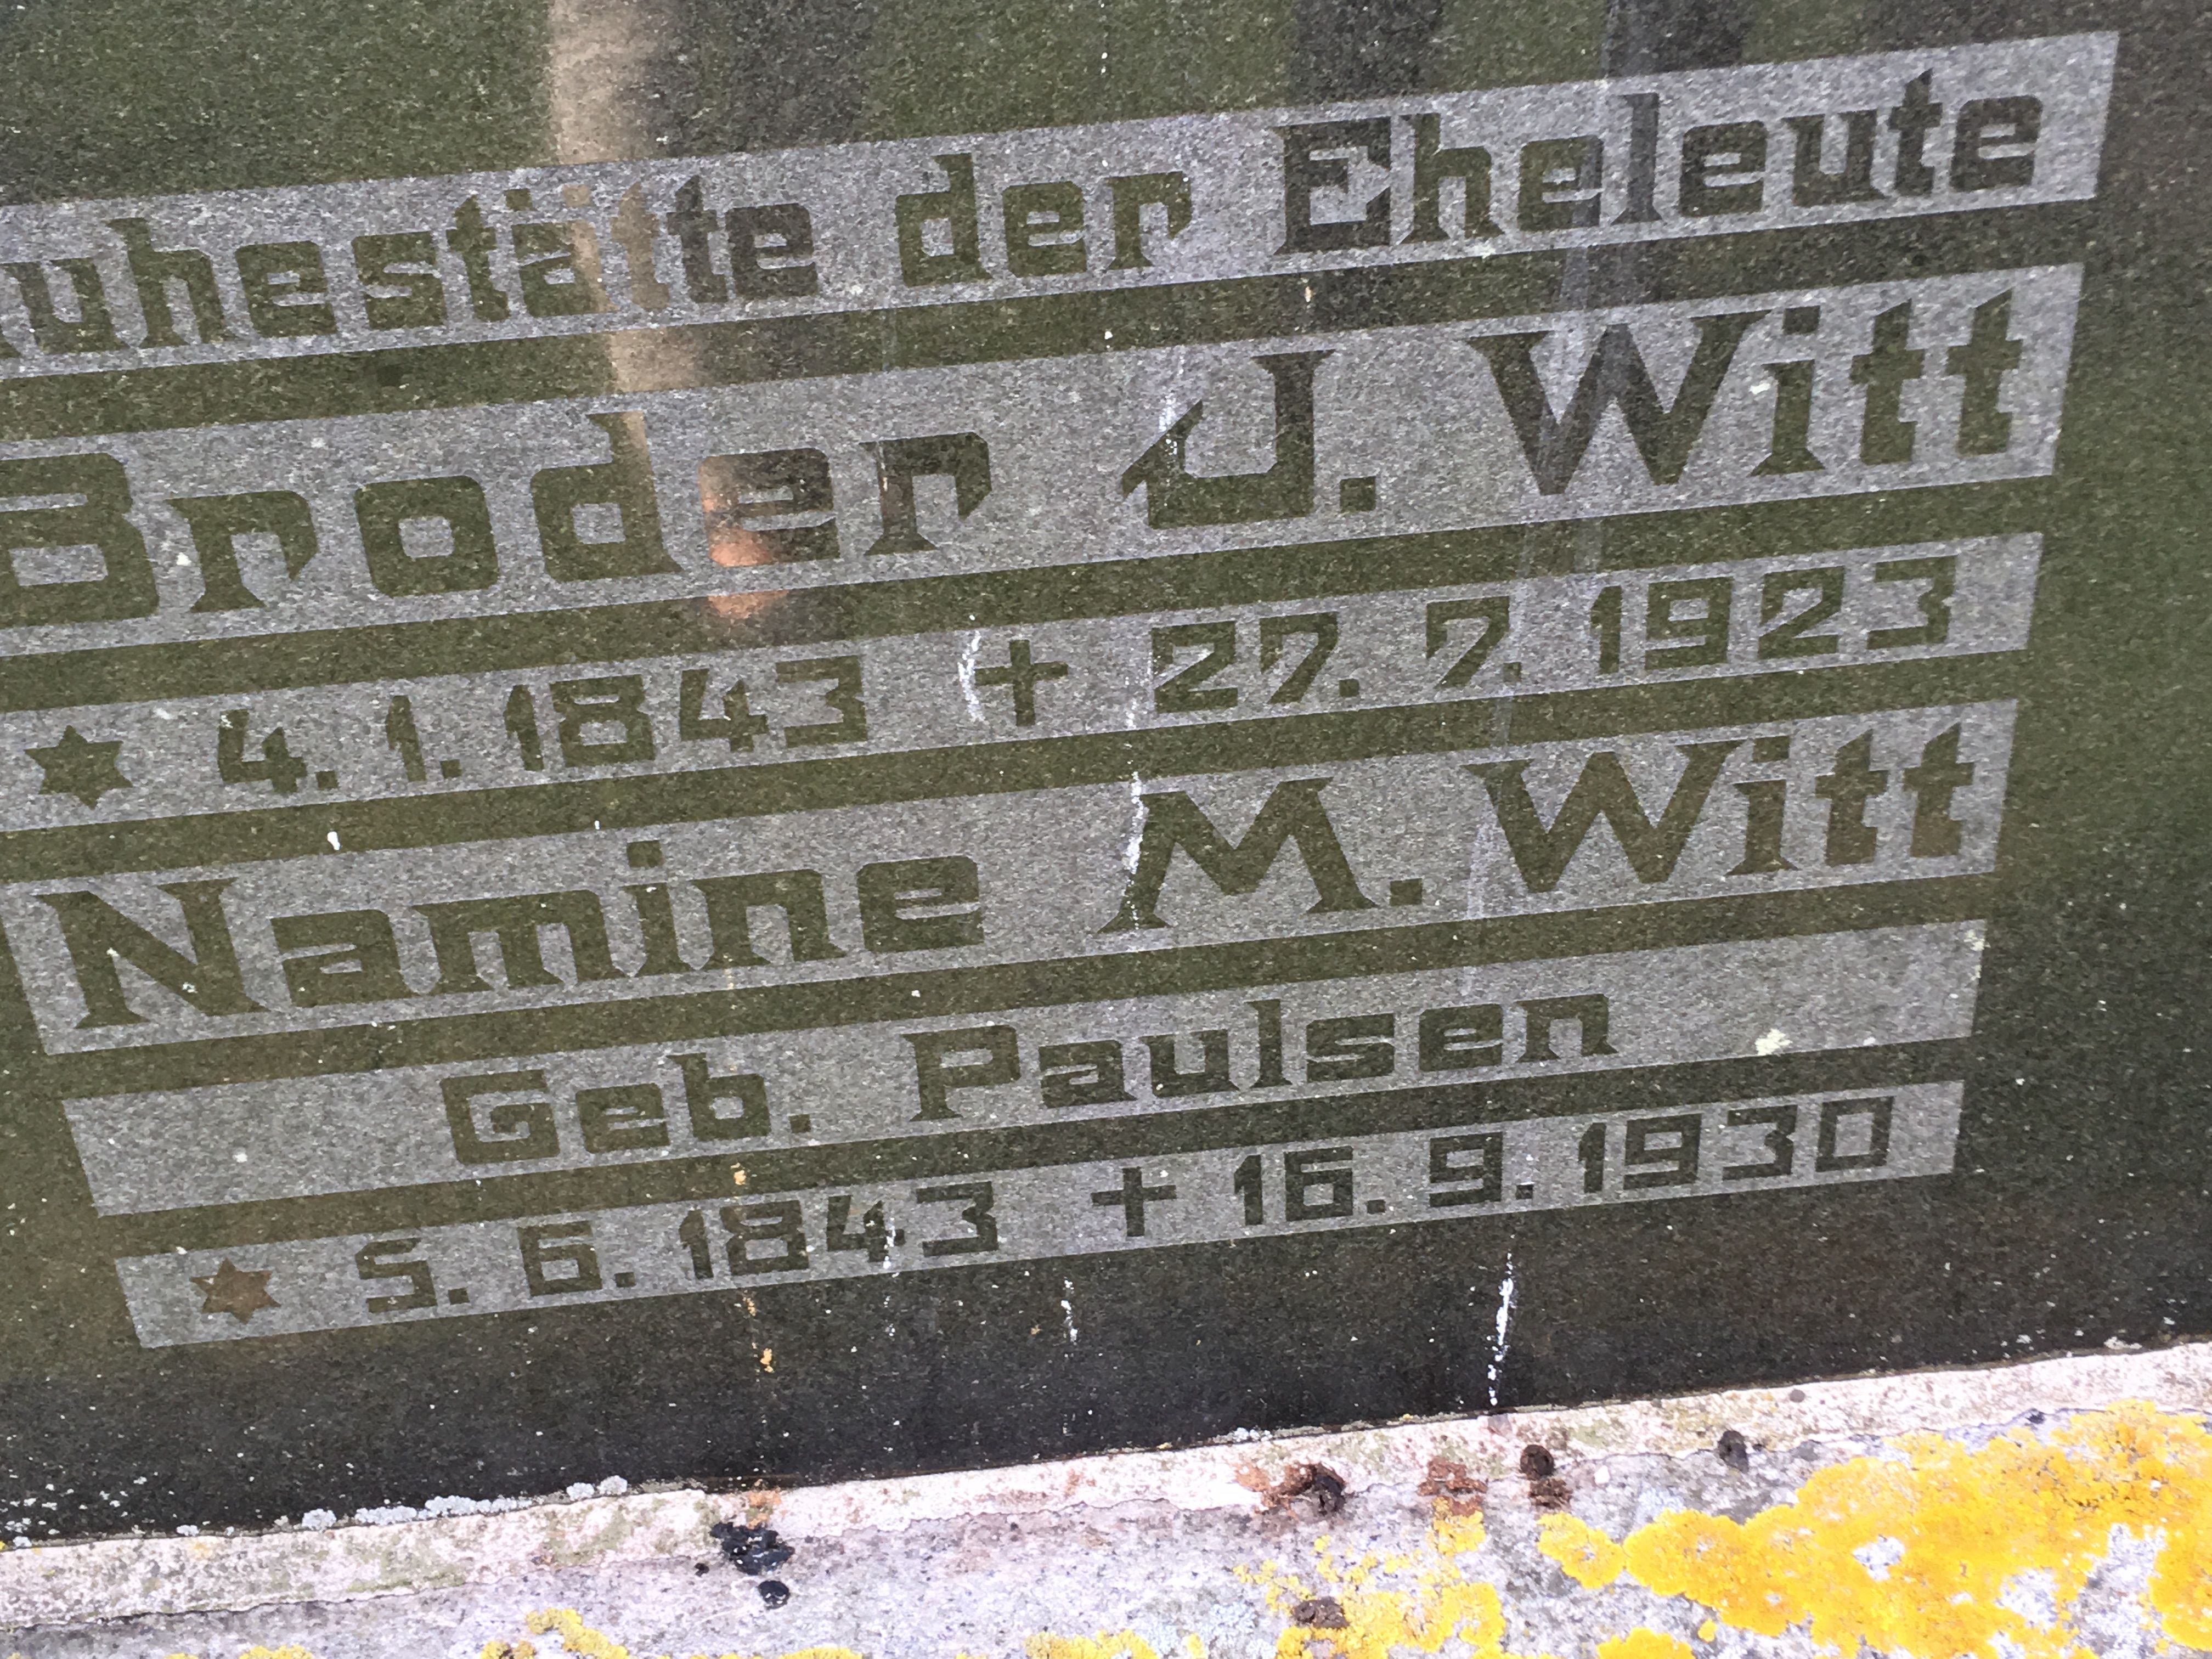 Ruhestätte der Eheleute
Broder J. Witt
✶ 4. 1. 1843 + 27. 7. 1923
Namine M. Witt
Geb. Paulsen
✶ 5. 6. 1843 + 16. 9. 1930